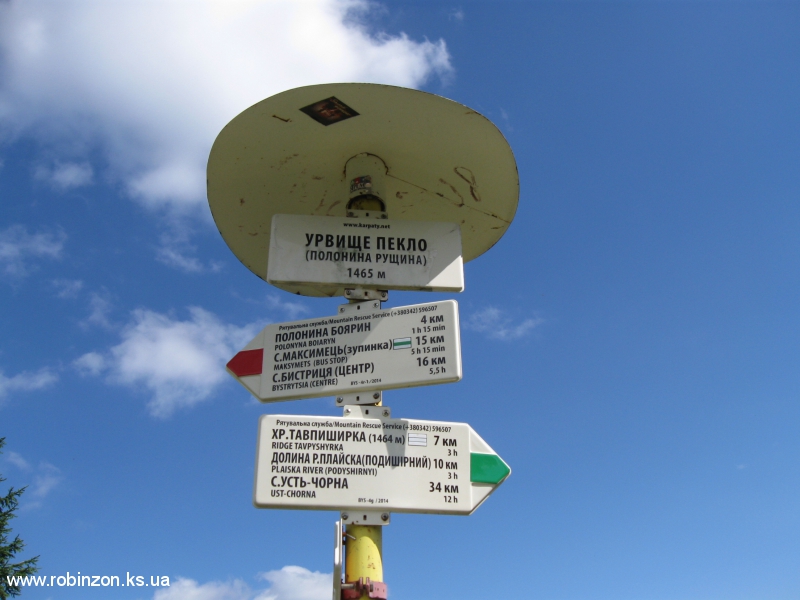 www.karpaty.net
УРВИЩЕ ПЕКЛО
(ПОЛОНИНА РУЩИНА)
1465 м
Рятувальна служба/Mountain Rescue Service (+380342) 596507
ПОЛОНИНА БОЯРИН 4 КМ
POLONYNA BOIARYN 1 h 15 min
С.МАКСИМЕЦЬ(зупинка) 15 КМ
MAKSYMETS (BUS STOP) 5 h 15 min
С.БИСТРИЦЯ (ЦЕНТР) 16 КМ
BYSTRYTSIA (CENTRE) 5,5 h
Рятувальна служба/Mountain Rescue Service (+380342) 596507
ХР.ТАВПИШИРКА (1464 м) 7 КМ
RIDGE TAVPYSHYRKA 3 h
ДОЛИНА Р.ПЛАЙСКА(ПОДИШІРНИЙ) 10 КМ
PLAISKA RIVER (PODYSHIRNYI) 3 h
С.УСТЬ-ЧОРНА 34 КМ
UST-CHORNA 12 h
www.robinzon.ks.ua